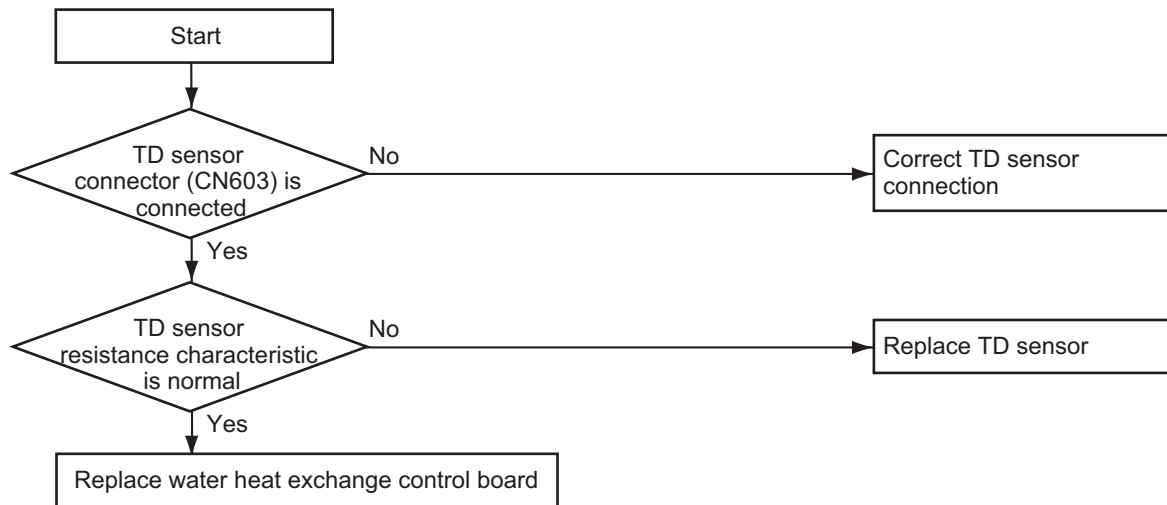 Start
TD sensor
connector (CN603) is
connected
No
Correct TD sensor
connection
Yes
TD sensor
resistance characteristic
is normal
No
Replace TD sensor
Yes
Replace water heat exchange control board